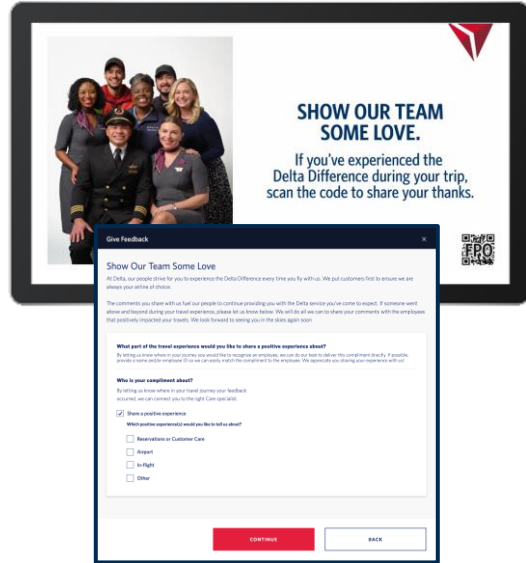 SHOW OUR TEAM
SOME LOVE.
If you've experienced the
Delta Difference during your trip,
scan the code to share your thanks.
FPO
Give Feedback ×
Show Our Team Some Love
At Delta, our people strive for you to experience the Delta Difference every time you fly with us. We put customers first to ensure we are
always your airline of choice.
The comments you share with us fuel our people to continue providing you with the Delta service you've come to expect. If someone went
above and beyond during your travel experience, please let us know below. We will do all we can to share your comments with the employees
that positively impacted your travels. We look forward to seeing you in the skies again soon
What part of the travel experience would you like to share a positive experience about?
By letting us know where in your journey you would like to recognize an employee, we can do our best to deliver this compliment directly. If possible,
provide a name and/or employee ID so we can easily match the compliment to the employee. We appreciate you sharing your experience with us!
Who is your compliment about?
By letting us know where in your travel journey your feedback
occurred, we can connect you to the right Care specialist.
Share a positive experience
Which positive experience(s) would you like to tell us about?
Reservations or Customer Care
Airport
In-flight
Other
CONTINUE
BACK